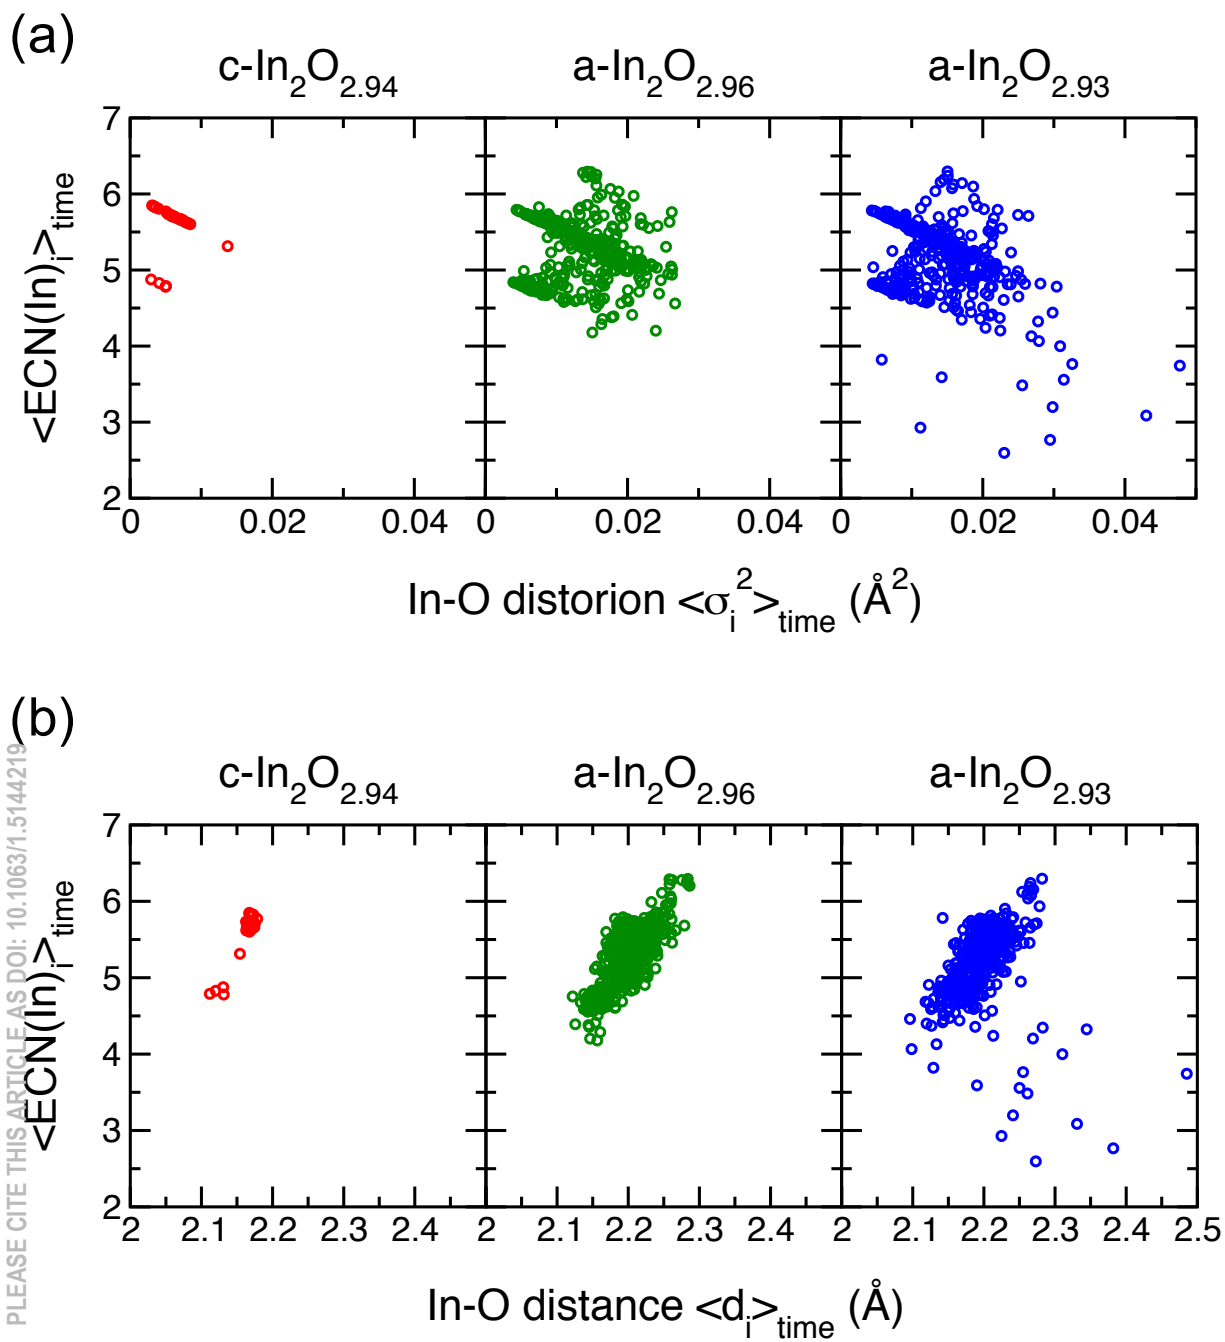 (a)
c-In₂O₂.₉₄ a-In₂O₂.₉₆ a-In₂O₂.₉₃
7
6
5
4
3
2
<ECN(In)ᵢ>time
0 0.02 0.04 0 0.02 0.04 0 0.02 0.04
In-O distorion <σᵢ²>time (Å²)
(b)
c-In₂O₂.₉₄ a-In₂O₂.₉₆ a-In₂O₂.₉₃
7
6
5
4
3
2
<ECN(In)ᵢ>time
2 2.1 2.2 2.3 2.4 2 2.1 2.2 2.3 2.4 2 2.1 2.2 2.3 2.4 2.5
In-O distance <dᵢ>time (Å)
PLEASE CITE THIS ARTICLE AS DOI: 10.1063/1.5144219